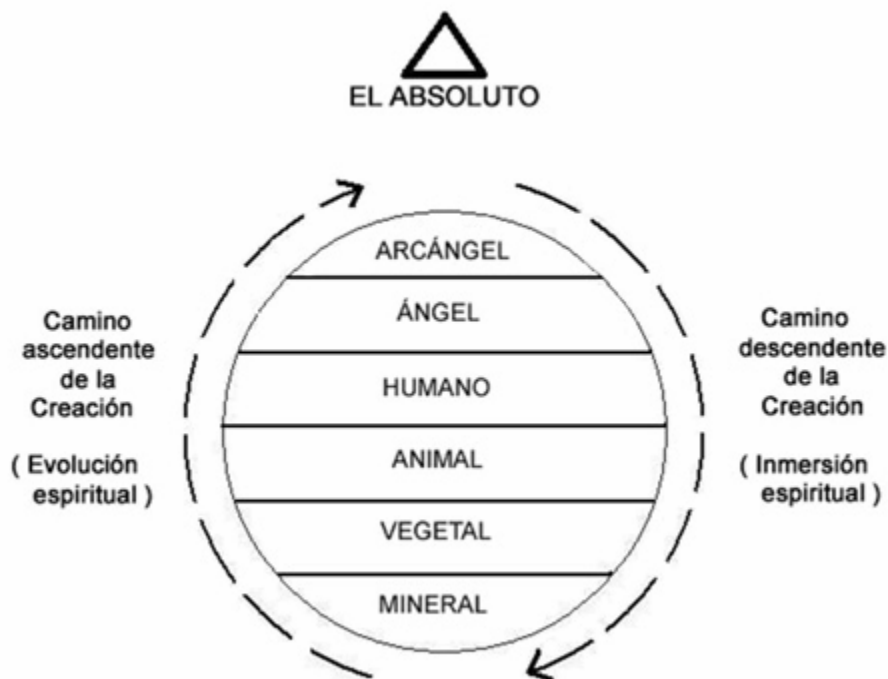 EL ABSOLUTO
ARCÁNGEL
ÁNGEL
HUMANO
ANIMAL
VEGETAL
MINERAL
Camino
ascendente
de la
Creación
( Evolución
espiritual )
Camino
descendente
de la
Creación
( Inmersión
espiritual )